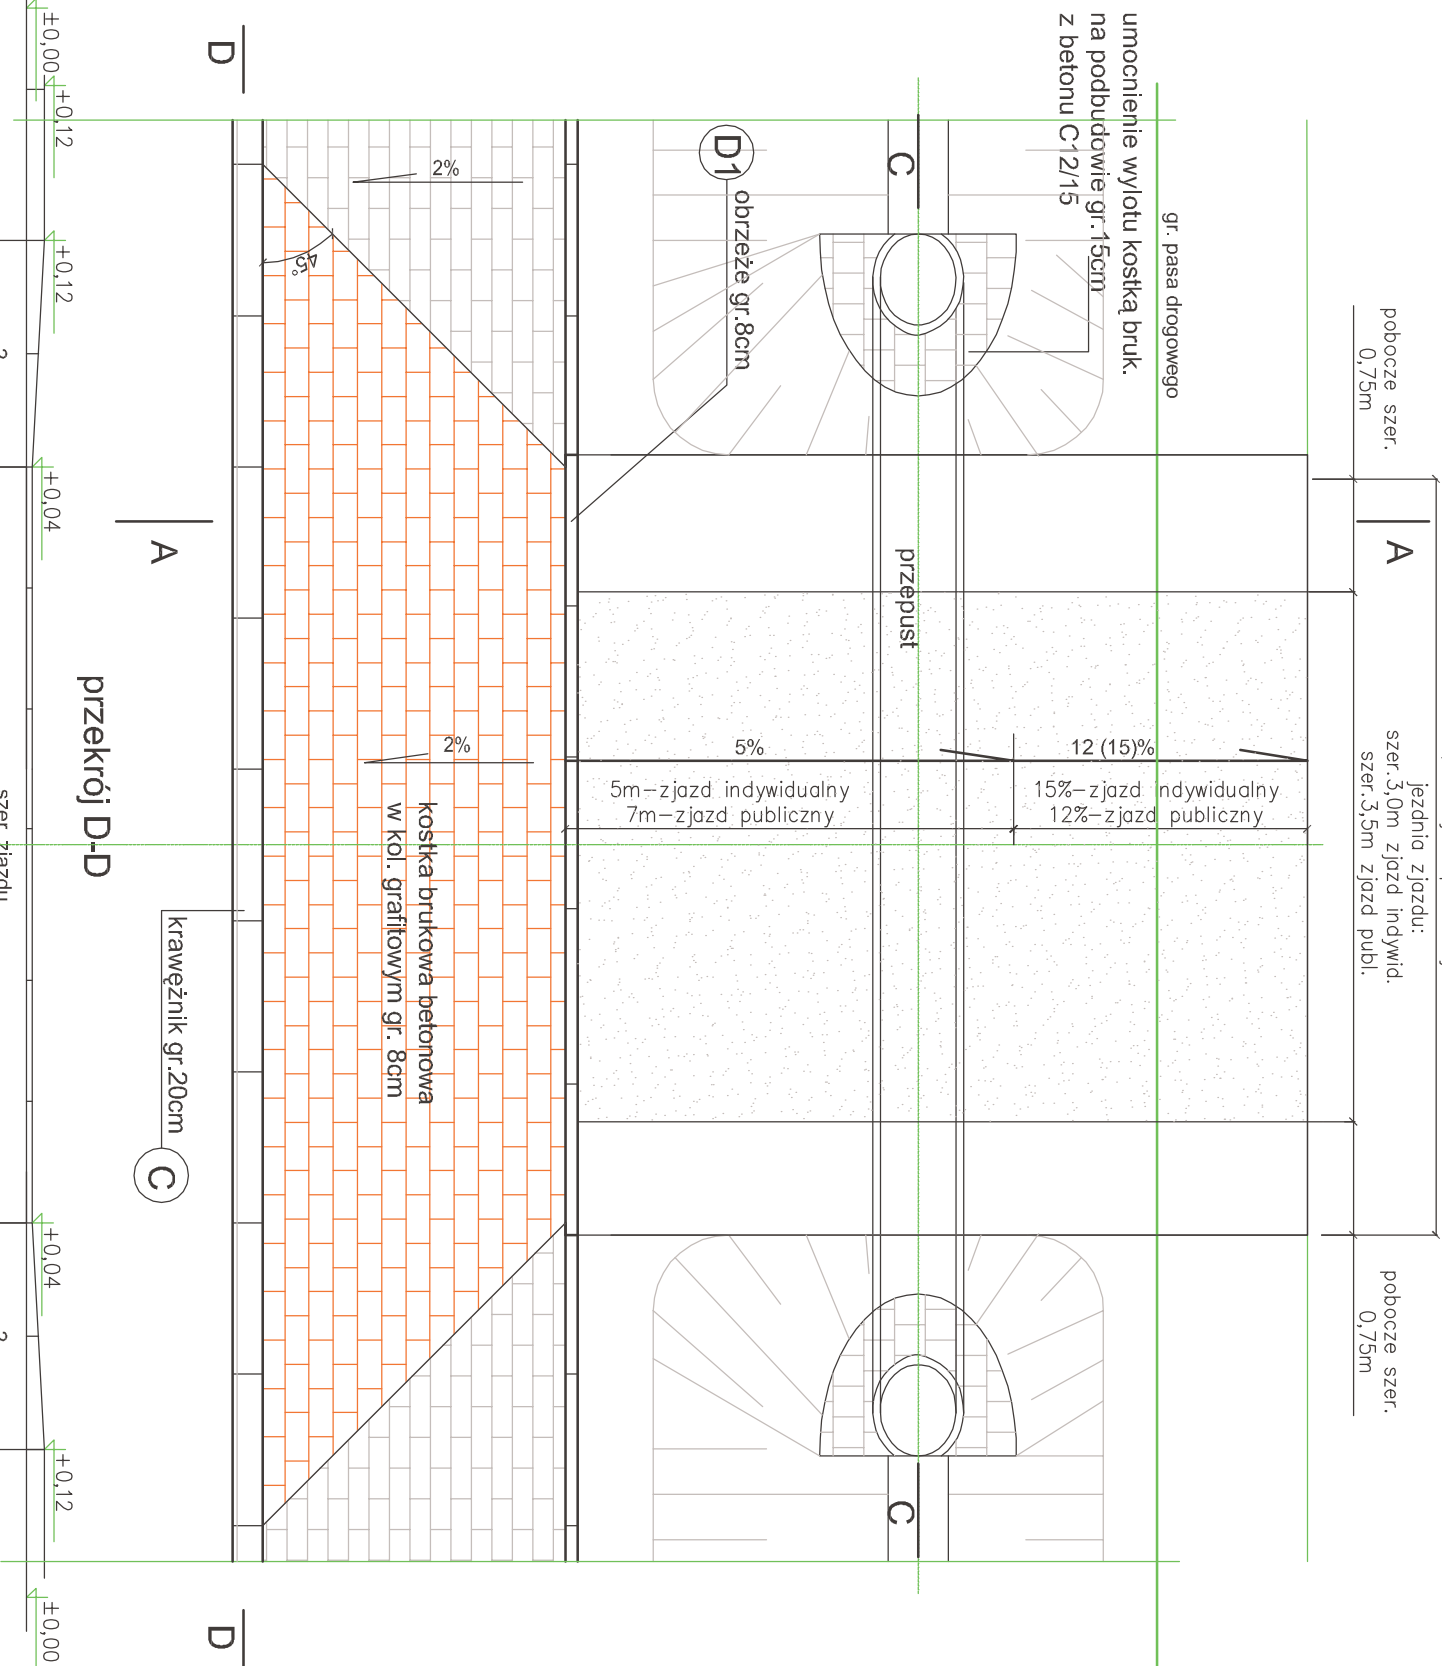 pobocze szer.
0,75m
jezdnia zjazdu:
szer.3,0m zjazd indywid.
szer.3,5m zjazd publ.
pobocze szer.
0,75m
A
gr. pasa drogowego
umocnienie wylotu kostką bruk.
na podbudowie gr. 15cm
z betonu C12/15
C
przepust
C
12 (15)%
15%-zjazd indywidualny
12%-zjazd publiczny
5%
5m-zjazd indywidualny
7m-zjazd publiczny
D1
obrzeże gr.8cm
2%
2%
45°
kostka brukowa betonowa
w kol. grafitowym gr. 8cm
D
D
krawężnik gr.20cm
C
A
przekrój D-D
±0,00
+0,12
+0,12
+0,04
+0,04
+0,12
±0,00
2
szer. zjazdu
2